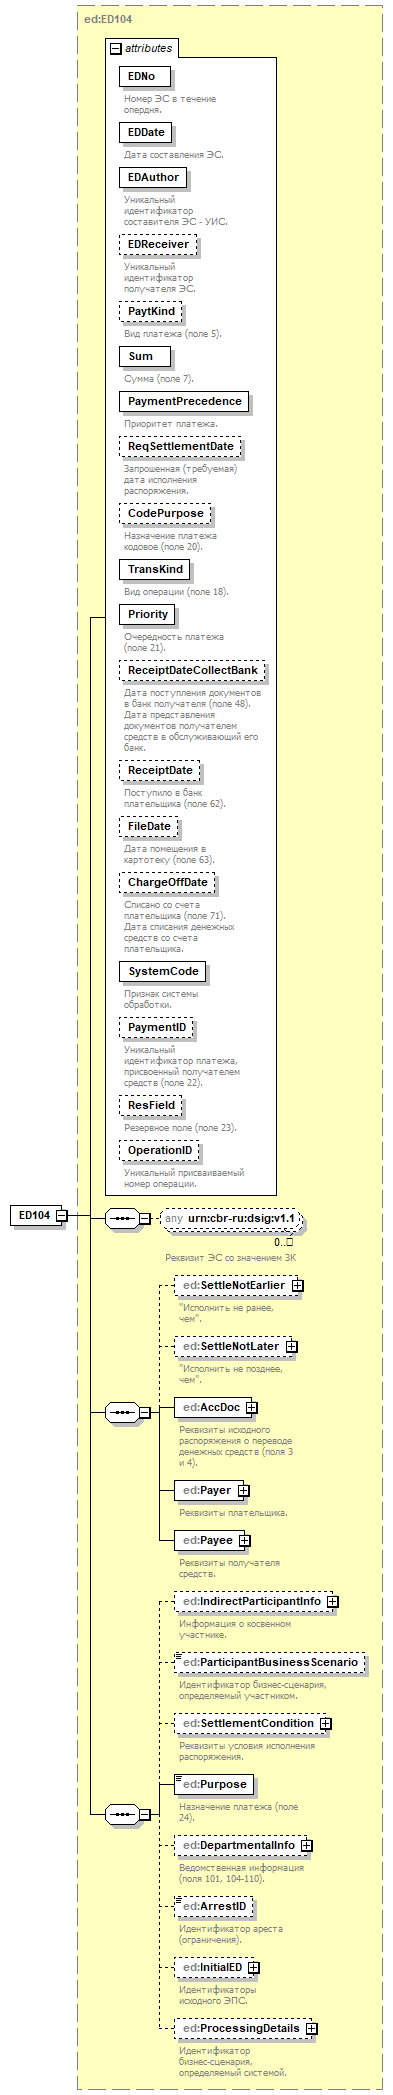 ed:ED104
attributes
EDNo
Номер ЭС в течение
опердня.
EDDate
Дата составления ЭС.
EDAuthor
Уникальный
идентификатор
составителя ЭС - УИС.
EDReceiver
Уникальный
идентификатор
получателя ЭС.
PaytKind
Вид платежа (поле 5).
Sum
Сумма (поле 7).
PaymentPrecedence
Приоритет платежа.
ReqSettlementDate
Запрошенная (требуемая)
дата исполнения
распоряжения.
CodePurpose
Назначение платежа
кодовое (поле 20).
TransKind
Вид операции (поле 18).
Priority
Очередность платежа
(поле 21).
ReceiptDateCollectBank
Дата поступления документов
в банк получателя (поле 48).
Дата представления
документов получателем
средств в обслуживающий его
банк.
ReceiptDate
Поступило в банк
плательщика (поле 62).
FileDate
Дата помещения в
картотеку (поле 63).
ChargeOffDate
Списано со счета
плательщика (поле 71).
Дата списания денежных
средств со счета
плательщика.
SystemCode
Признак системы
обработки.
PaymentID
Уникальный
идентификатор платежа,
присвоенный получателем
средств (поле 22).
ResField
Резервное поле (поле 23).
OperationID
Уникальный присваиваемый
номер операции.
ED104
any urn:cbr-ru:dsig:v1.1
0..
Реквизит ЭС со значением ЗК
ed:SettleNotEarlier
"Исполнить не ранее,
чем".
ed:SettleNotLater
"Исполнить не позднее,
чем".
ed:AccDoc
Реквизиты исходного
распоряжения о переводе
денежных средств (поля 3
и 4).
ed:Payer
Реквизиты плательщика.
ed:Payee
Реквизиты получателя
средств.
ed:IndirectParticipantInfo
Информация о косвенном
участнике.
ed:ParticipantBusinessScenario
Идентификатор бизнес-сценария,
определяемый участником.
ed:SettlementCondition
Реквизиты условия исполнения
распоряжения.
ed:Purpose
Назначение платежа (поле
24).
ed:DepartmentalInfo
Ведомственная информация
(поля 101, 104-110).
ed:ArrestID
Идентификатор ареста
(ограничения).
ed:InitialED
Идентификаторы
исходного ЭПС.
ed:ProcessingDetails
Идентификатор
бизнес-сценария,
определяемый системой.